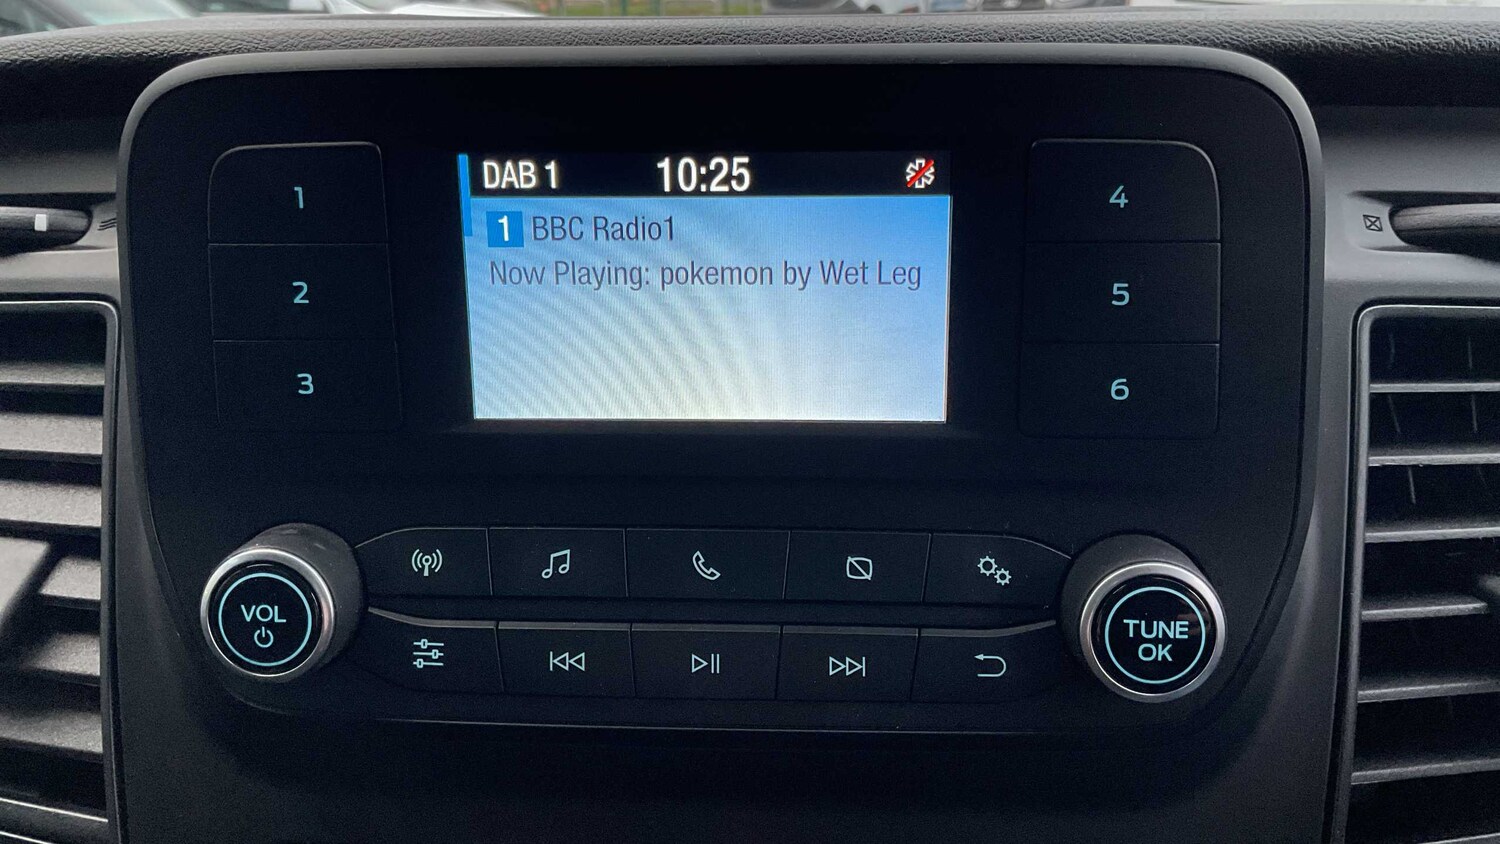 DAB 1 10:25
1 BBC Radio1
Now Playing: pokemon by Wet Leg
1
2
3
4
5
6
VOL
TUNE
OK